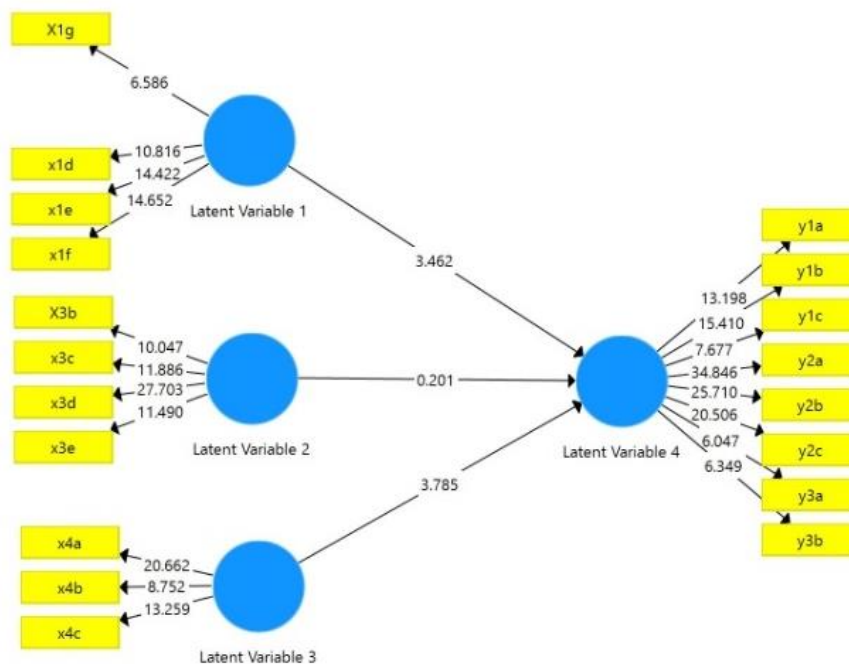 X1g
6.586
x1d
10.816
x1e
14.422
x1f
14.652
Latent Variable 1
3.462
X3b
10.047
x3c
11.886
x3d
27.703
x3e
11.490
Latent Variable 2
0.201
x4a
20.662
x4b
8.752
x4c
13.259
Latent Variable 3
3.785
Latent Variable 4
13.198
y1a
15.410
y1b
7.677
y1c
34.846
y2a
25.710
y2b
20.506
y2c
6.047
y3a
6.349
y3b